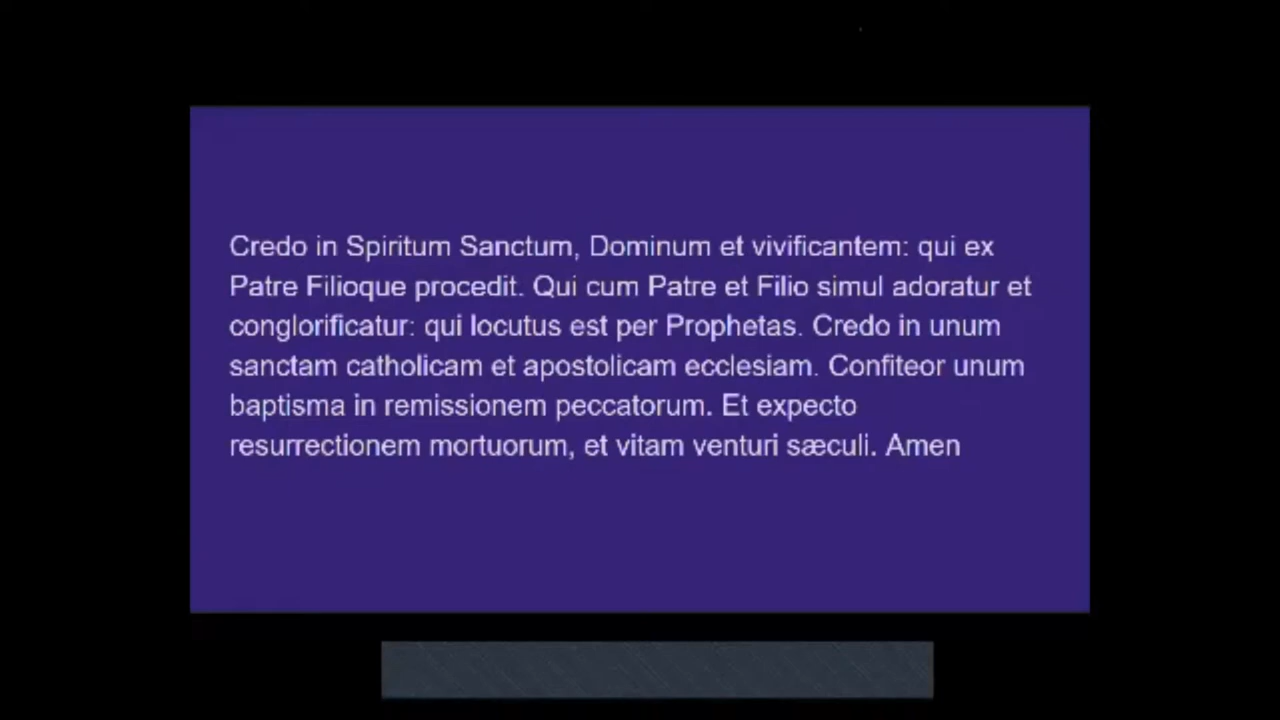 Credo in Spiritum Sanctum, Dominum et vivificantem: qui ex
Patre Filioque procedit. Qui cum Patre et Filio simul adoratur et
conglorificatur: qui locutus est per Prophetas. Credo in unum
sanctam catholicam et apostolicam ecclesiam. Confiteor unum
baptisma in remissionem peccatorum. Et expecto
resurrectionem mortuorum, et vitam venturi sæculi. Amen